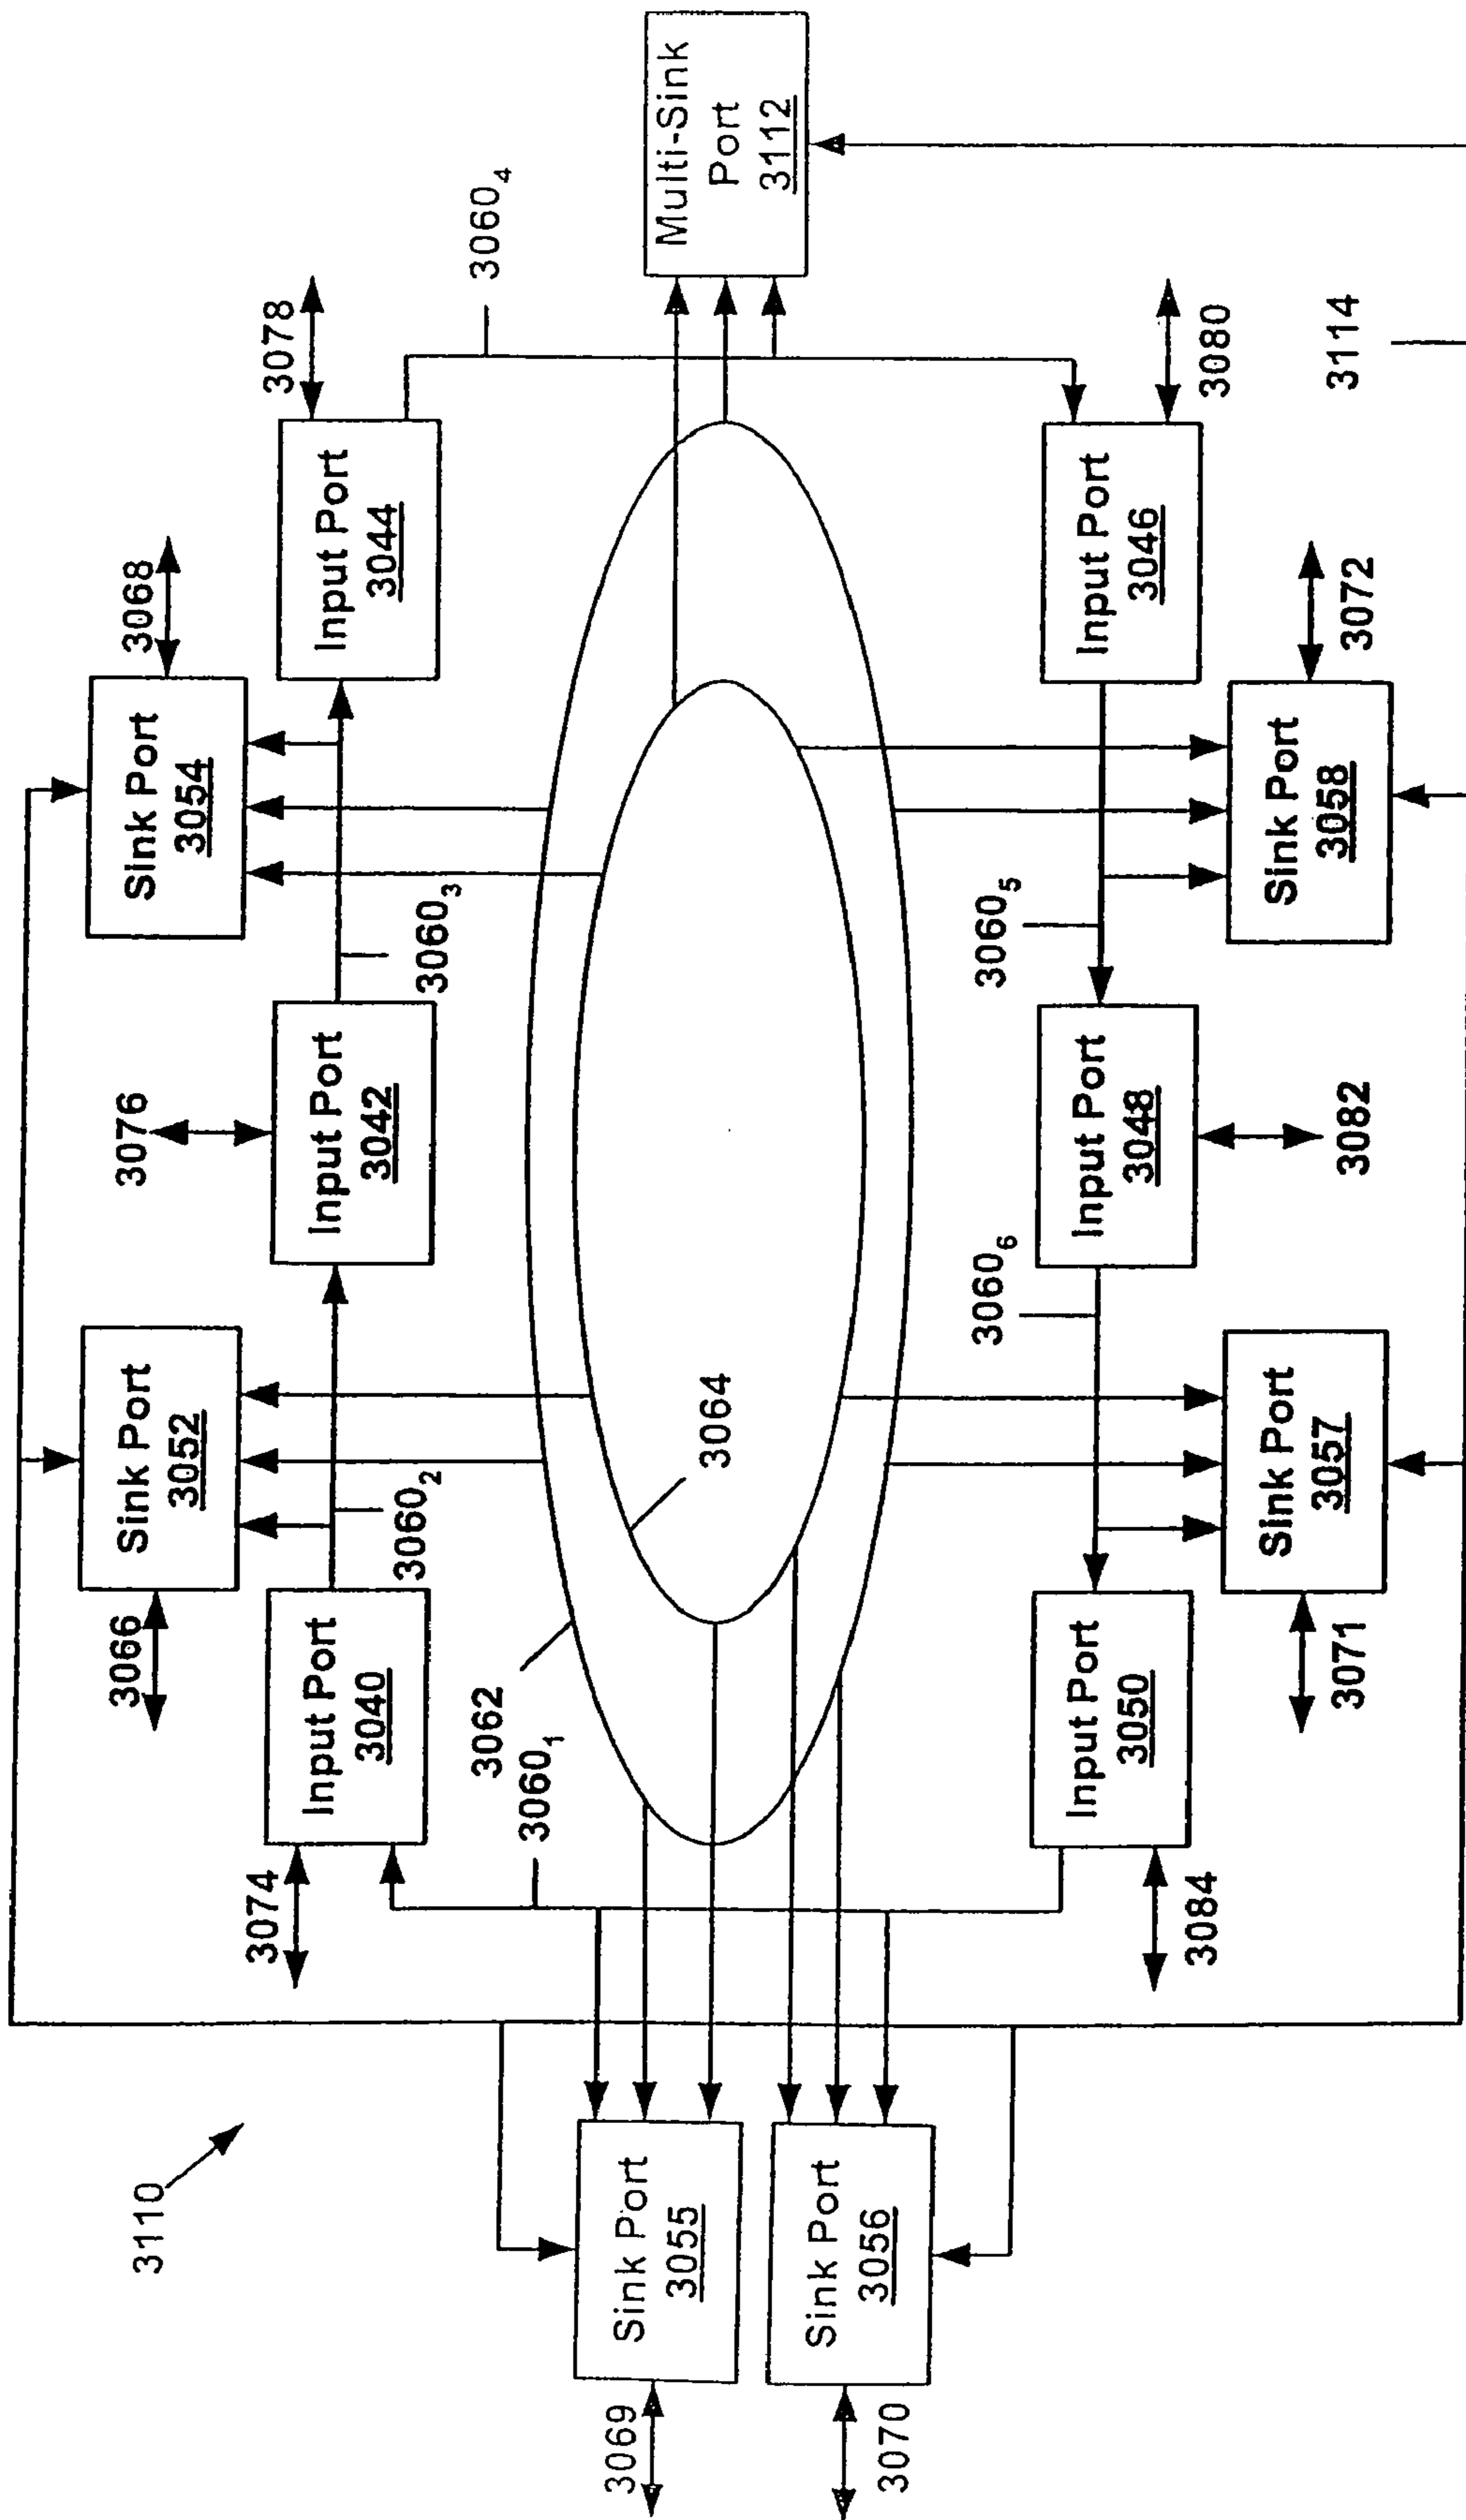 3110
3066
3076
3068
Sink Port
3052
Sink Port
3054
3074
3078
Input Port
3040
Input Port
3042
Input Port
3044
3060₂
3060₃
3060₄
3062
3060₁
3069
Sink Port
3055
3064
Multi-Sink
Port
3112
Sink Port
3056
3070
3060₆
3060₅
Input Port
3050
Input Port
3048
Input Port
3046
3084
3080
Sink Port
3057
Sink Port
3058
3071
3082
3072
3114